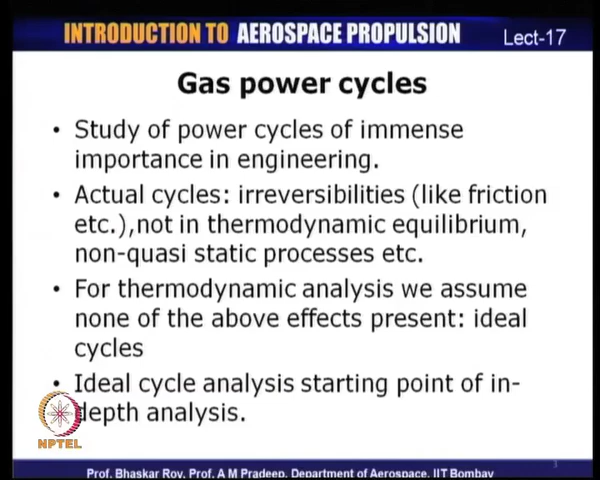 INTRODUCTION TO AEROSPACE PROPULSION
Lect-17
Gas power cycles
• Study of power cycles of immense
importance in engineering.
• Actual cycles: irreversibilities (like friction
etc.),not in thermodynamic equilibrium,
non-quasi static processes etc.
• For thermodynamic analysis we assume
none of the above effects present: ideal
cycles
• Ideal cycle analysis starting point of in-
depth analysis.
NPTEL
Prof. Bhaskar Roy, Prof. A M Pradeep, Department of Aerospace, IIT Bombay
3